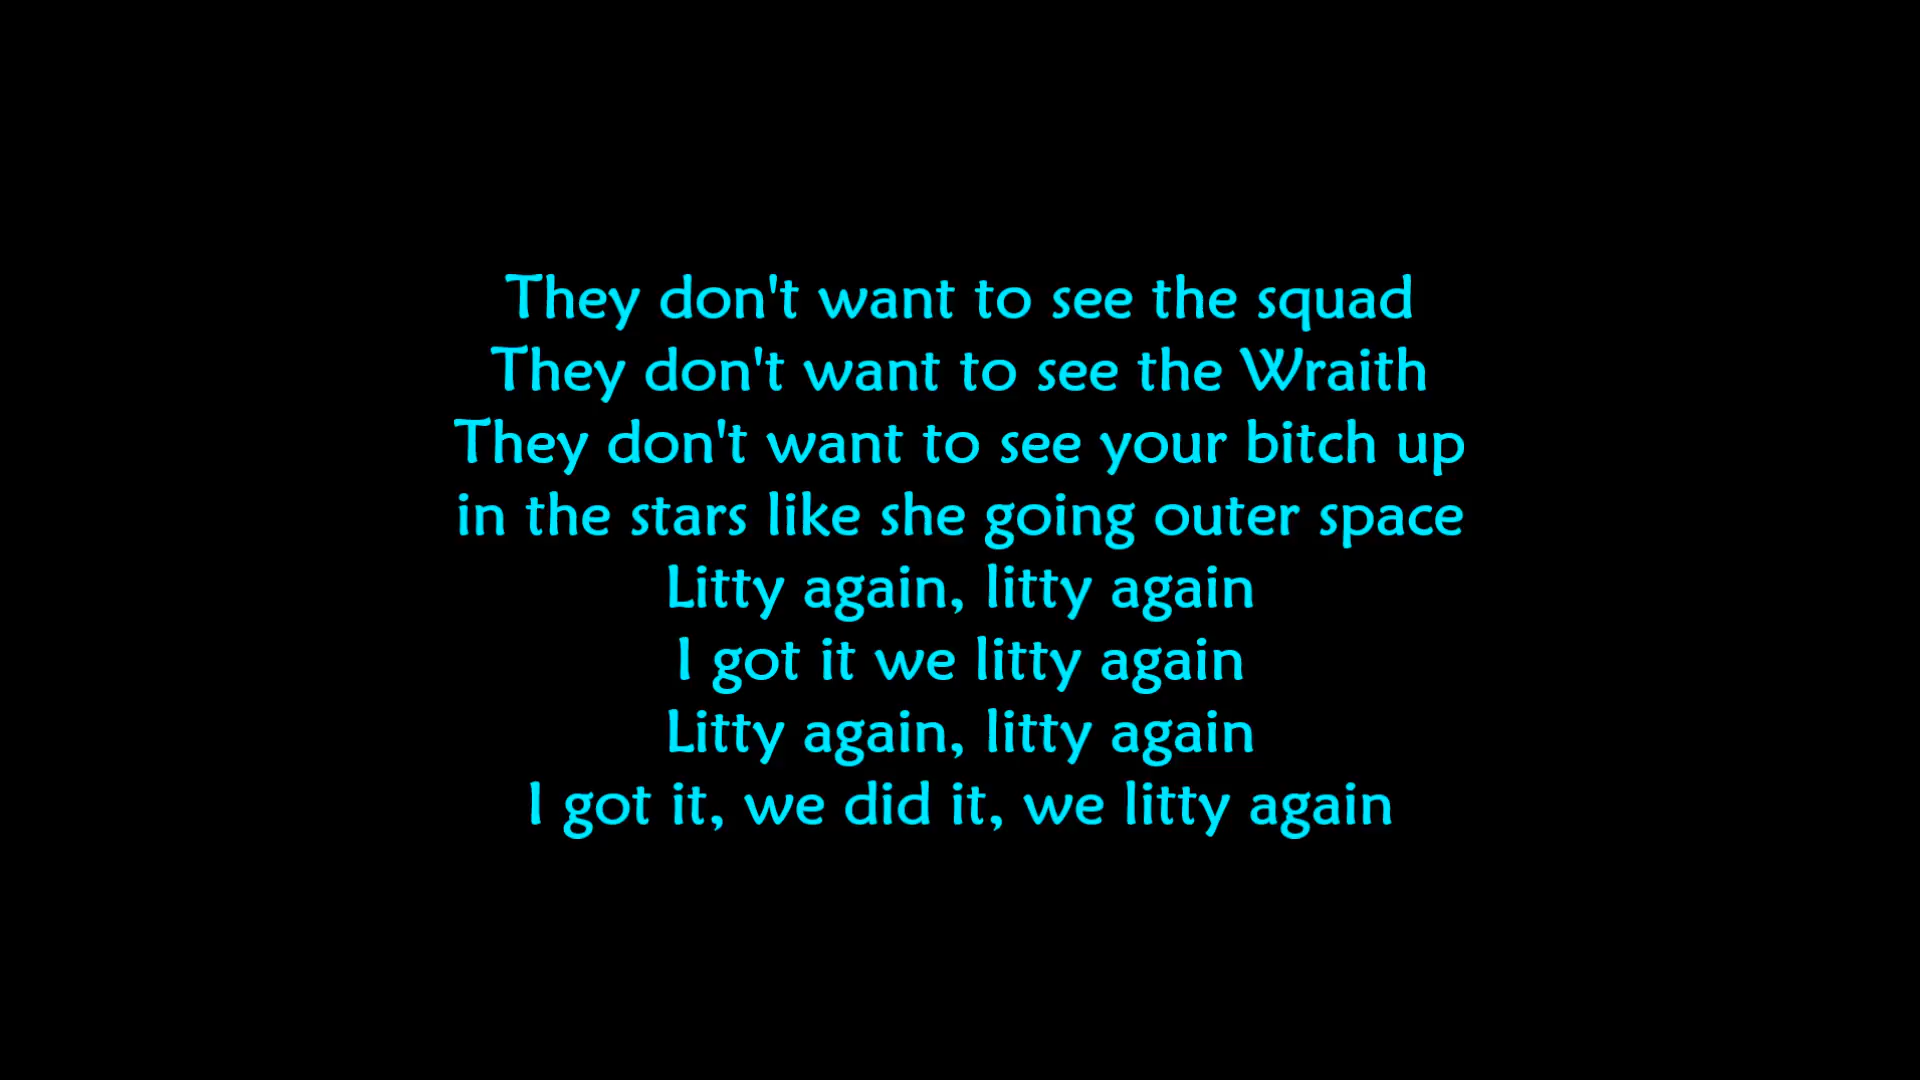 They don't want to see the squad
They don't want to see the Wraith
They don't want to see your bitch up
in the stars like she going outer space
Litty again, litty again
I got it we litty again
Litty again, litty again
I got it, we did it, we litty again